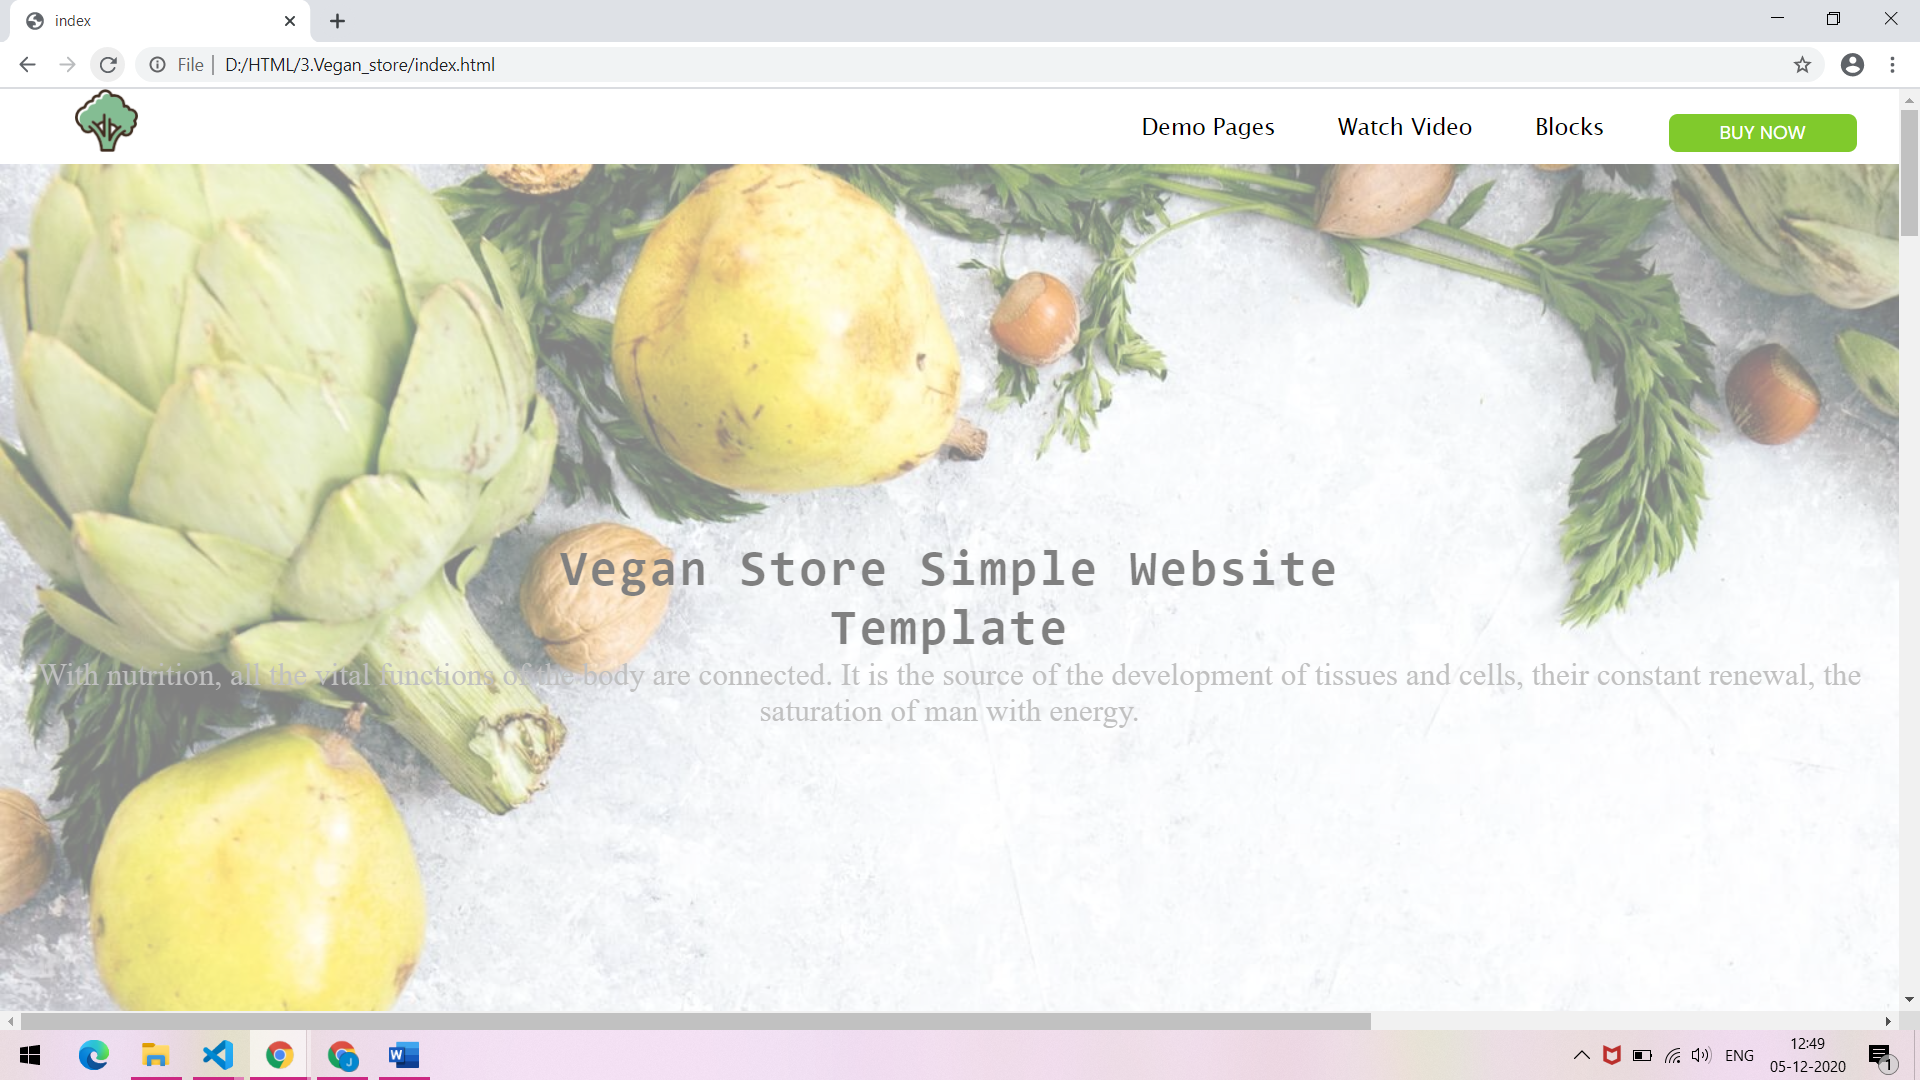 index
File | D:/HTML/3.Vegan_store/index.html
Demo Pages Watch Video Blocks BUY NOW
Vegan Store Simple Website
Template
With nutrition, all the vital functions of the body are connected. It is the source of the development of tissues and cells, their constant renewal, the
saturation of man with energy.
J
W
ENG
12:49
05-12-2020
1